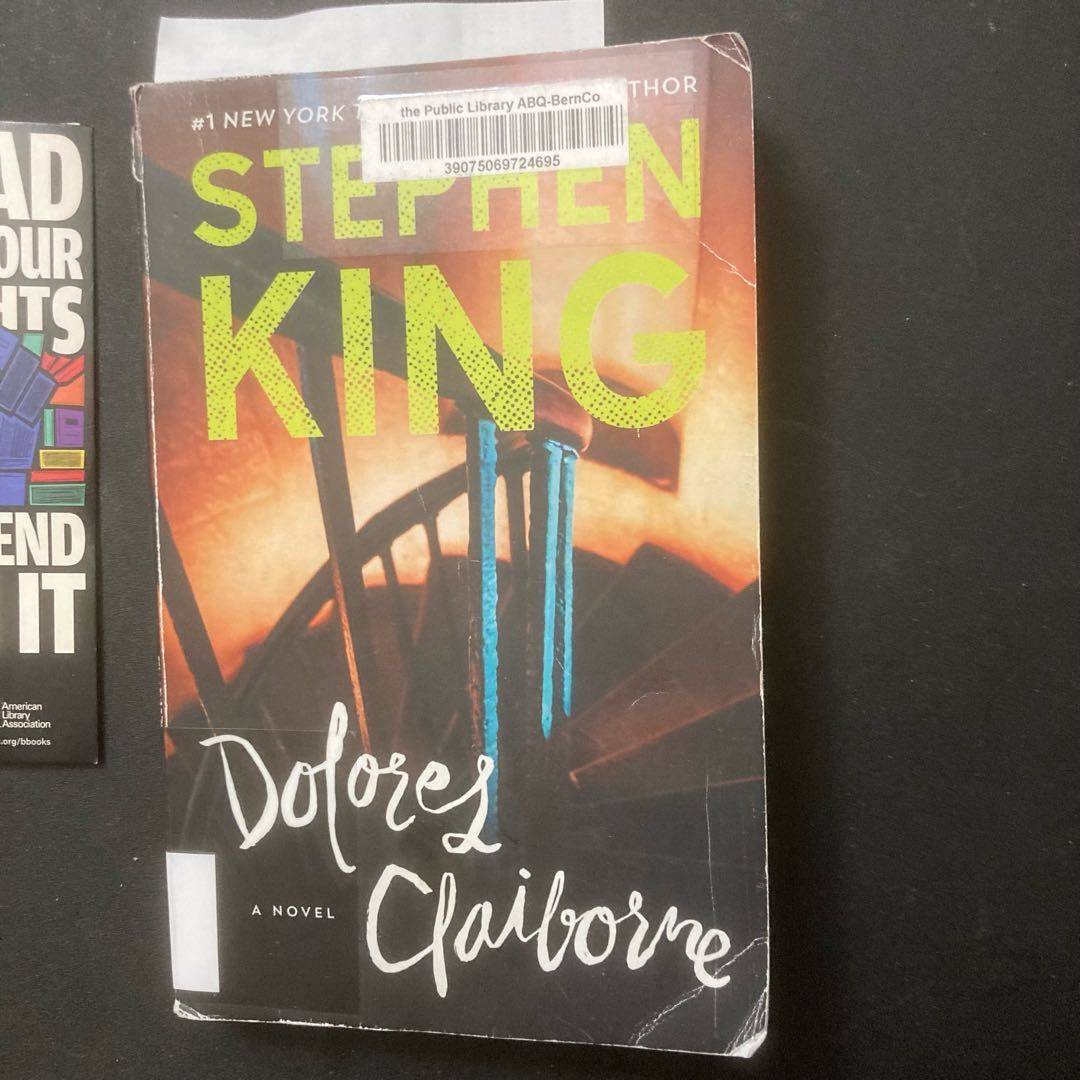 AD
OUR
HTS
END
IT
American
Library
Association
.org/bbooks
#1 NEW YORK T THOR
the Public Library ABQ-BernCo
39075069724695
STEPHEN
KING
Dolores
Claiborne
A NOVEL